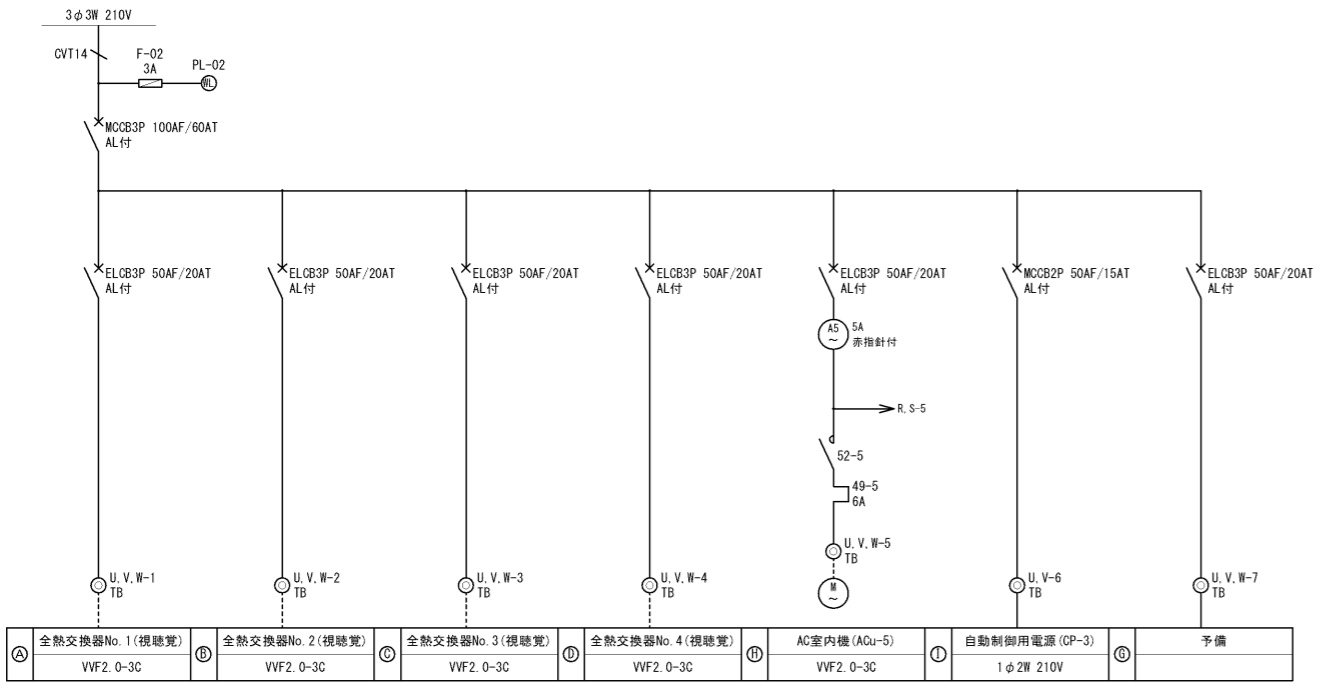 3φ3W 210V
CVT14
F-02
3A
PL-02
WL
MCCB3P 100AF/60AT
AL付
ELCB3P 50AF/20AT
AL付
ELCB3P 50AF/20AT
AL付
ELCB3P 50AF/20AT
AL付
ELCB3P 50AF/20AT
AL付
ELCB3P 50AF/20AT
AL付
MCCB2P 50AF/15AT
AL付
ELCB3P 50AF/20AT
AL付
A5
~
5A
赤指針付
R,S-5
52-5
49-5
6A
U,V,W-5
TB
M
~
U,V,W-1
TB
U,V,W-2
TB
U,V,W-3
TB
U,V,W-4
TB
U,V-6
TB
U,V,W-7
TB
Ⓐ 全熱交換器No.1(視聴覚)
VVF2.0-3C
Ⓑ 全熱交換器No.2(視聴覚)
VVF2.0-3C
Ⓒ 全熱交換器No.3(視聴覚)
VVF2.0-3C
Ⓓ 全熱交換器No.4(視聴覚)
VVF2.0-3C
Ⓗ AC室内機(ACu-5)
VVF2.0-3C
Ⓘ 自動制御用電源(CP-3)
1φ2W 210V
Ⓖ 予備